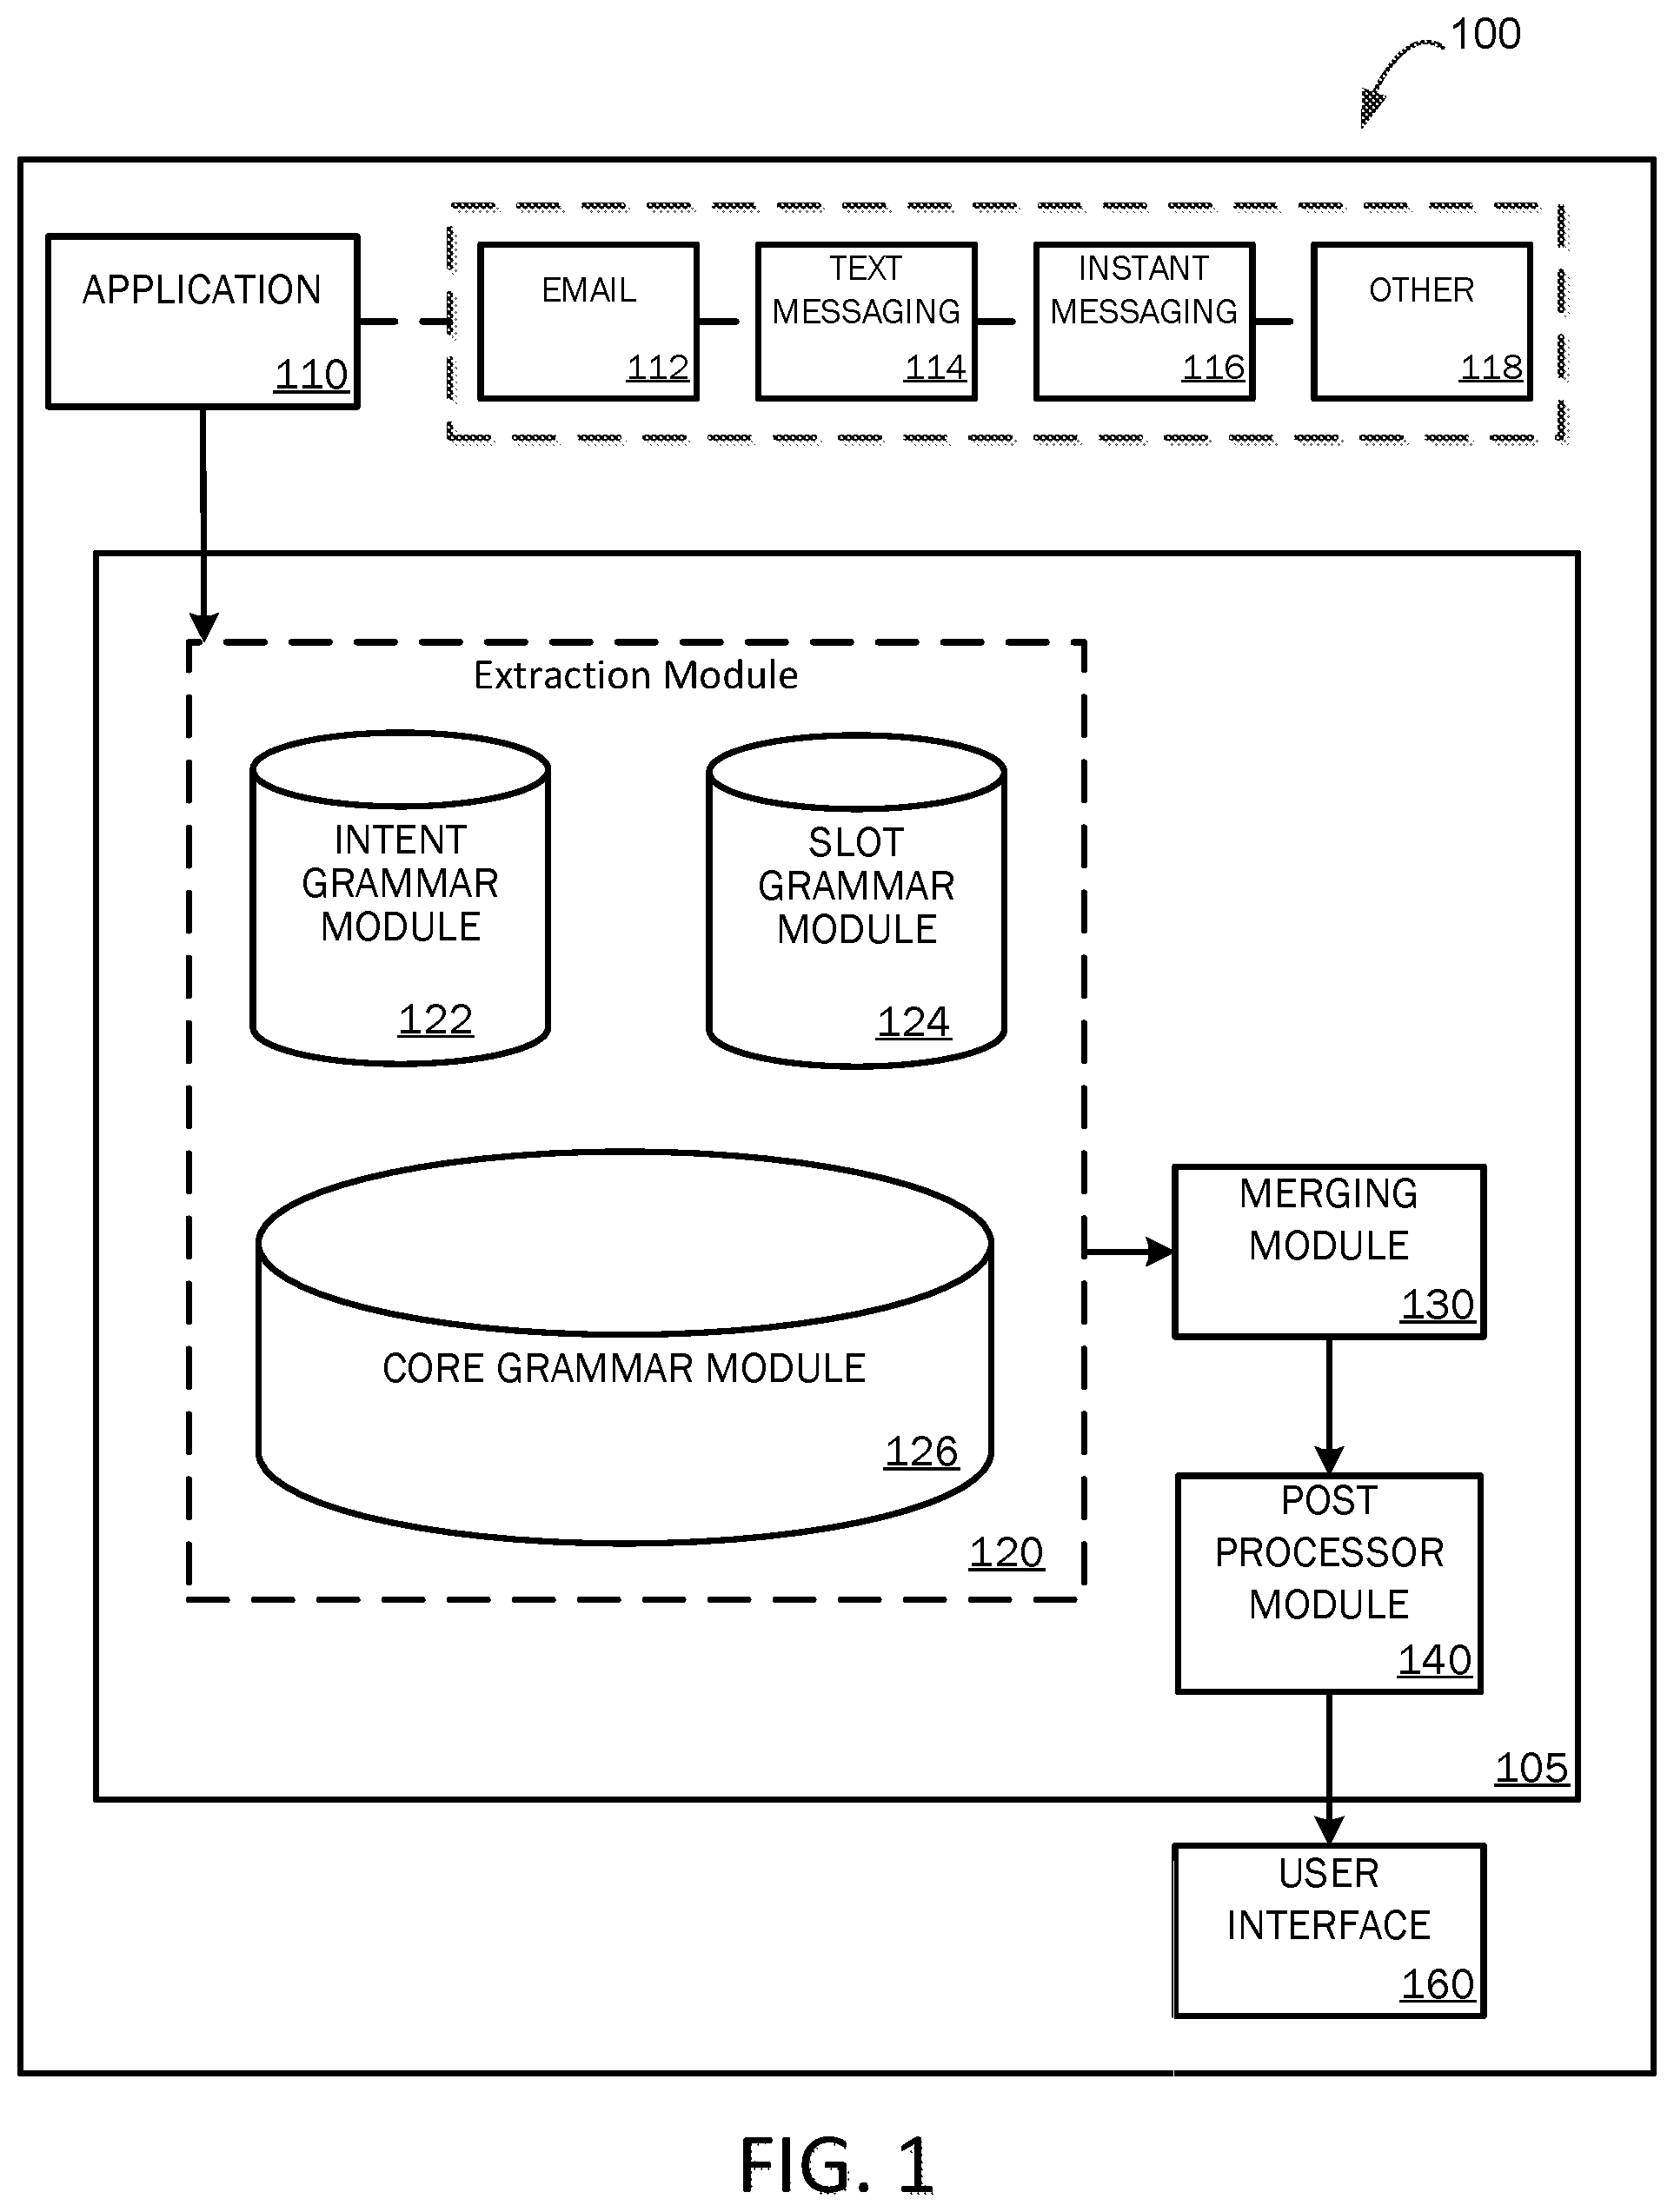 100
APPLICATION
110
EMAIL
112
TEXT
MESSAGING
114
INSTANT
MESSAGING
116
OTHER
118
Extraction Module
INTENT
GRAMMAR
MODULE
122
SLOT
GRAMMAR
MODULE
124
CORE GRAMMAR MODULE
126
120
MERGING
MODULE
130
POST
PROCESSOR
MODULE
140
105
USER
INTERFACE
160
FIG. 1